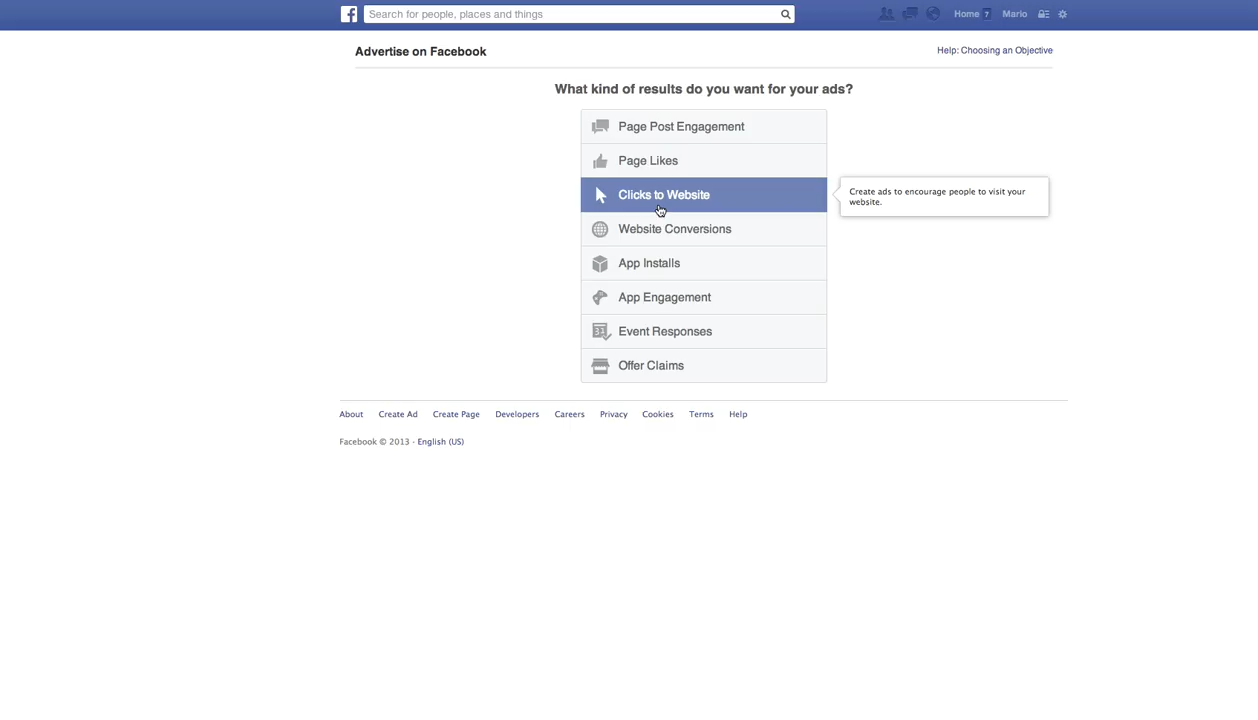 Search for people, places and things
Home 7 Mario
Advertise on Facebook
Help: Choosing an Objective
What kind of results do you want for your ads?
Page Post Engagement
Page Likes
Clicks to Website
Create ads to encourage people to visit your
website.
Website Conversions
App Installs
App Engagement
31 Event Responses
Offer Claims
About Create Ad Create Page Developers Careers Privacy Cookies Terms Help
Facebook © 2013 · English (US)